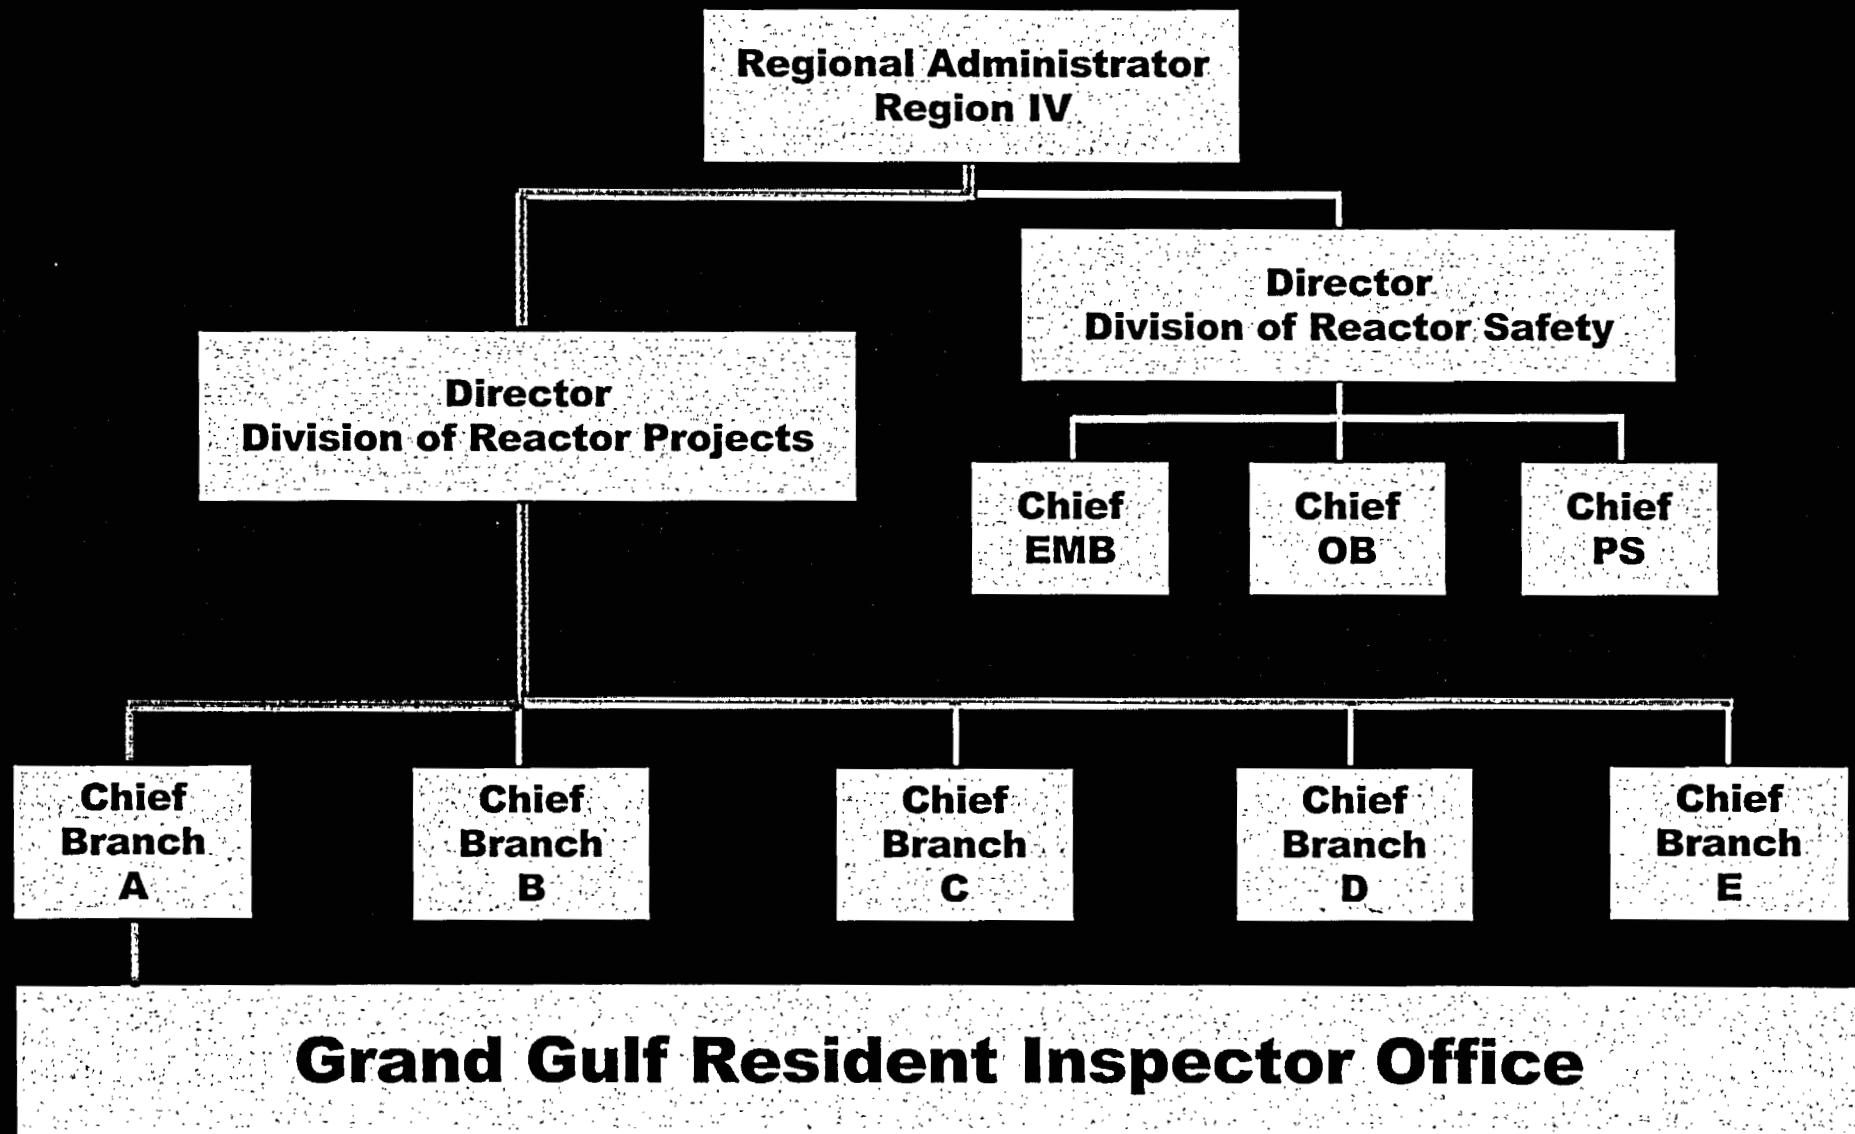 Regional Administrator
Region IV
Director
Division of Reactor Safety
Director
Division of Reactor Projects
Chief
EMB
Chief
OB
Chief
PS
Chief
Branch
A
Chief
Branch
B
Chief
Branch
C
Chief
Branch
D
Chief
Branch
E
Grand Gulf Resident Inspector Office